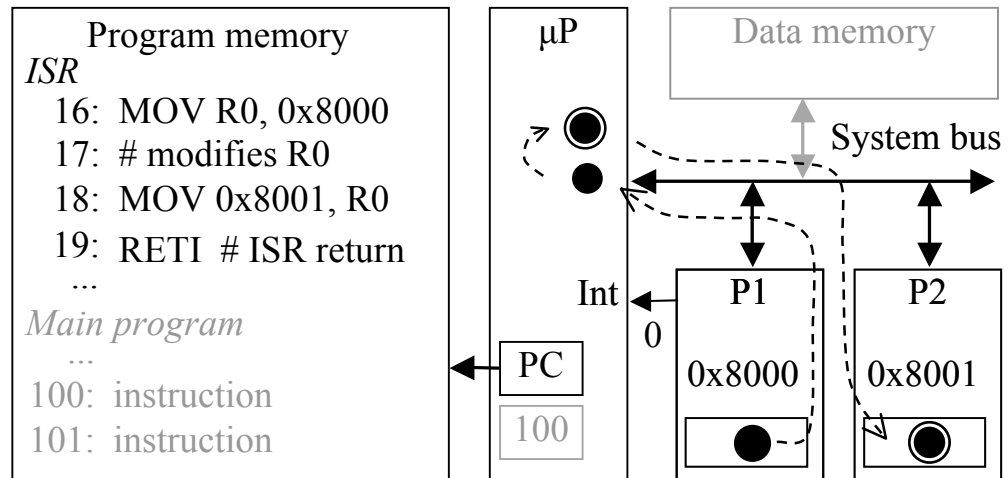 Program memory
ISR
16: MOV R0, 0x8000
17: # modifies R0
18: MOV 0x8001, R0
19: RETI # ISR return
...
Main program
...
100: instruction
101: instruction
μP
Int
PC
100
Data memory
System bus
0
P1
0x8000
P2
0x8001